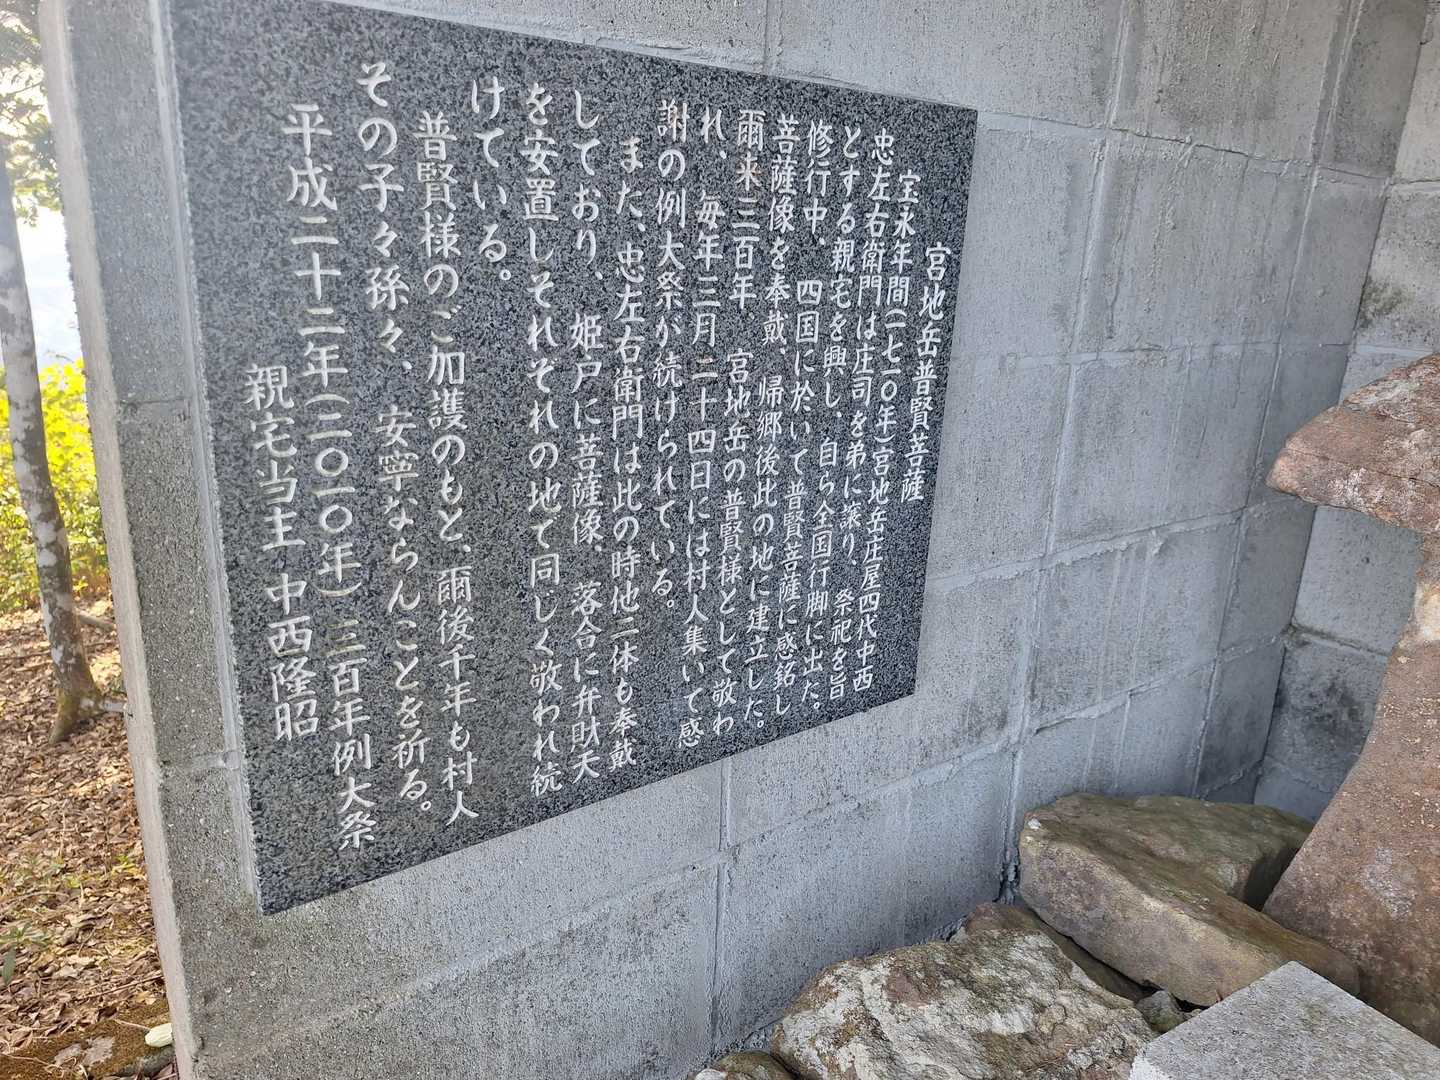 宮地岳普賢菩薩
宝永年間(一七一〇年)宮地岳庄屋四代中西
忠左右衛門は庄司を弟に譲り、祭祀を旨
とする親宅を興し、自ら全国行脚に出た。
修行中、四国に於いて普賢菩薩に感銘し
菩薩像を奉戴、帰郷後此の地に建立した。
爾来三百年、宮地岳の普賢様として敬わ
れ、毎年三月二十四日には村人集いて感
謝の例大祭が続けられている。
また、忠左右衛門は此の時他二体も奉戴
しており、姫戸に菩薩像、落合に弁財天
を安置しそれぞれの地で同じく敬われ続
けている。
普賢様のご加護のもと、爾後千年も村人
その子々孫々、安寧ならんことを祈る。
平成二十二年(二〇一〇年)三百年例大祭
親宅当主 中西隆昭